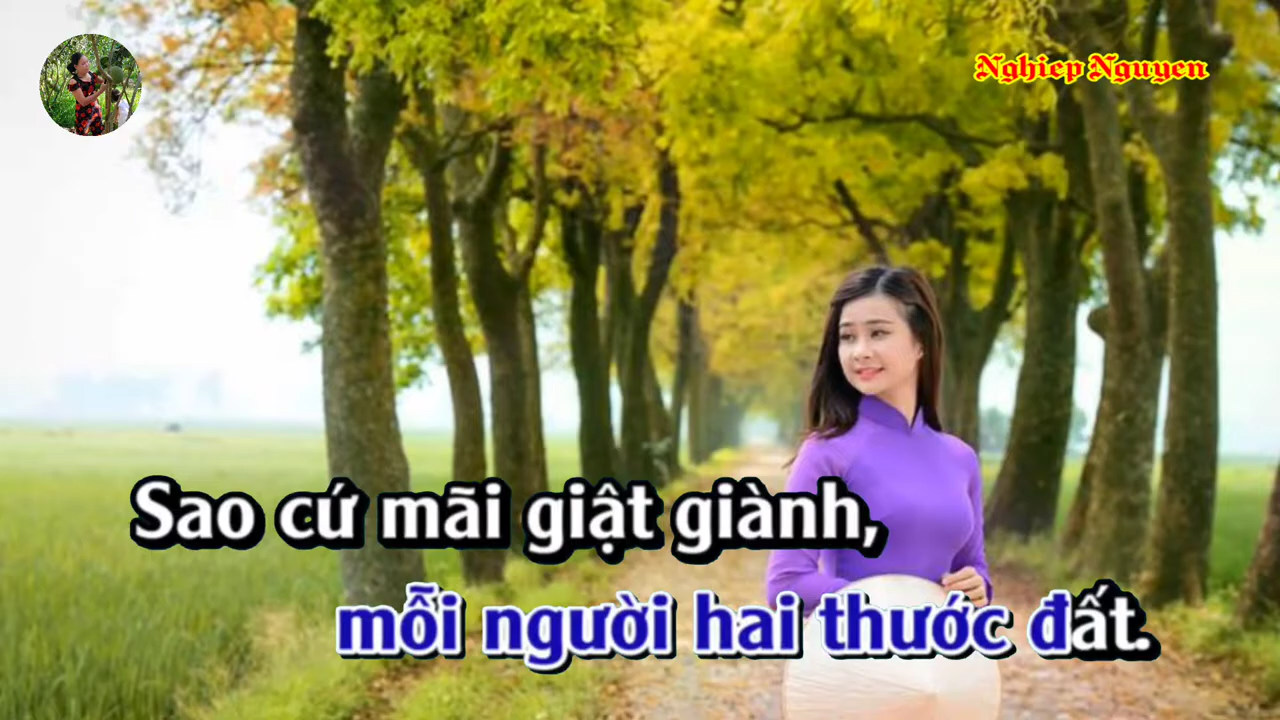 Nghiep Nguyen
Sao cứ mãi giật giành,
mỗi người hai thước đất.